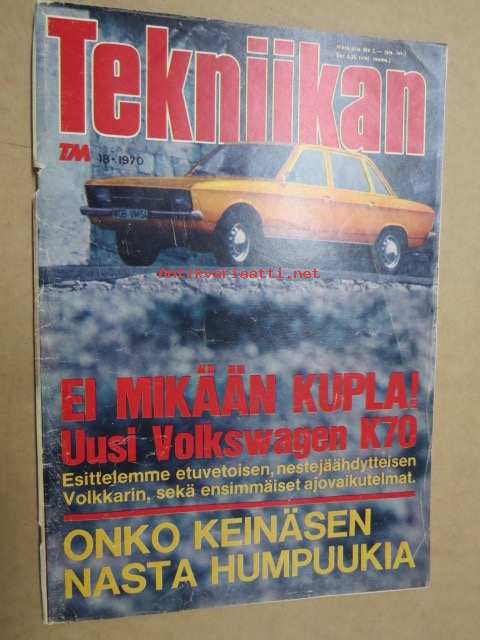 Tekniikan
TM 18 • 1970
antikvariaatti.net
EI MIKÄÄN KUPLA!
Uusi Volkswagen K70
Esittelemme etuvetoisen, nestejäähdytteisen
Volkkarin, sekä ensimmäiset ajovaikutelmat.
ONKO KEINÄSEN
NASTA HUMPUUKIA